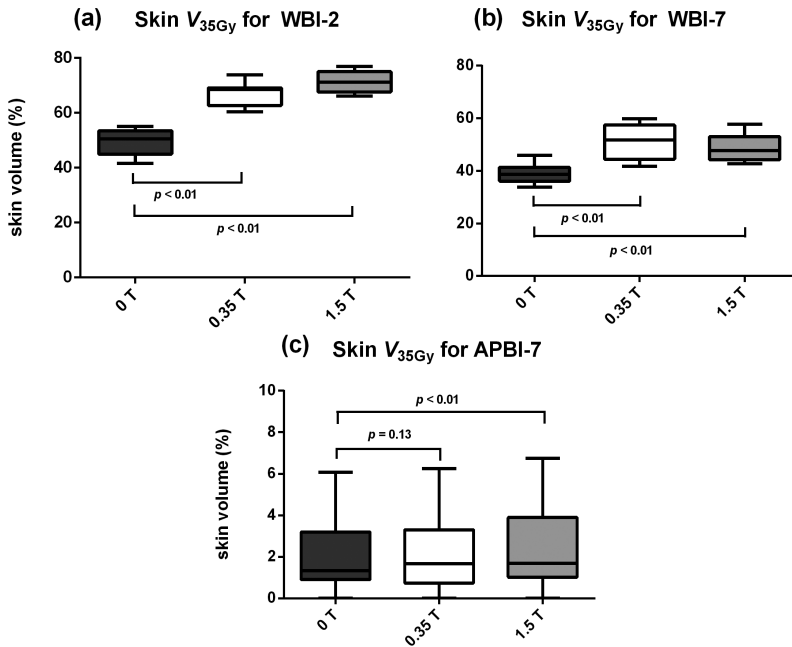 (a) Skin V35Gy for WBI-2
skin volume (%)
80
60
40
20
0
p < 0.01
p < 0.01
0 T
0.35 T
1.5 T
(b) Skin V35Gy for WBI-7
80
60
40
20
0
p < 0.01
p < 0.01
0 T
0.35 T
1.5 T
(c) Skin V35Gy for APBI-7
skin volume (%)
10
8
6
4
2
0
p < 0.01
p = 0.13
0 T
0.35 T
1.5 T